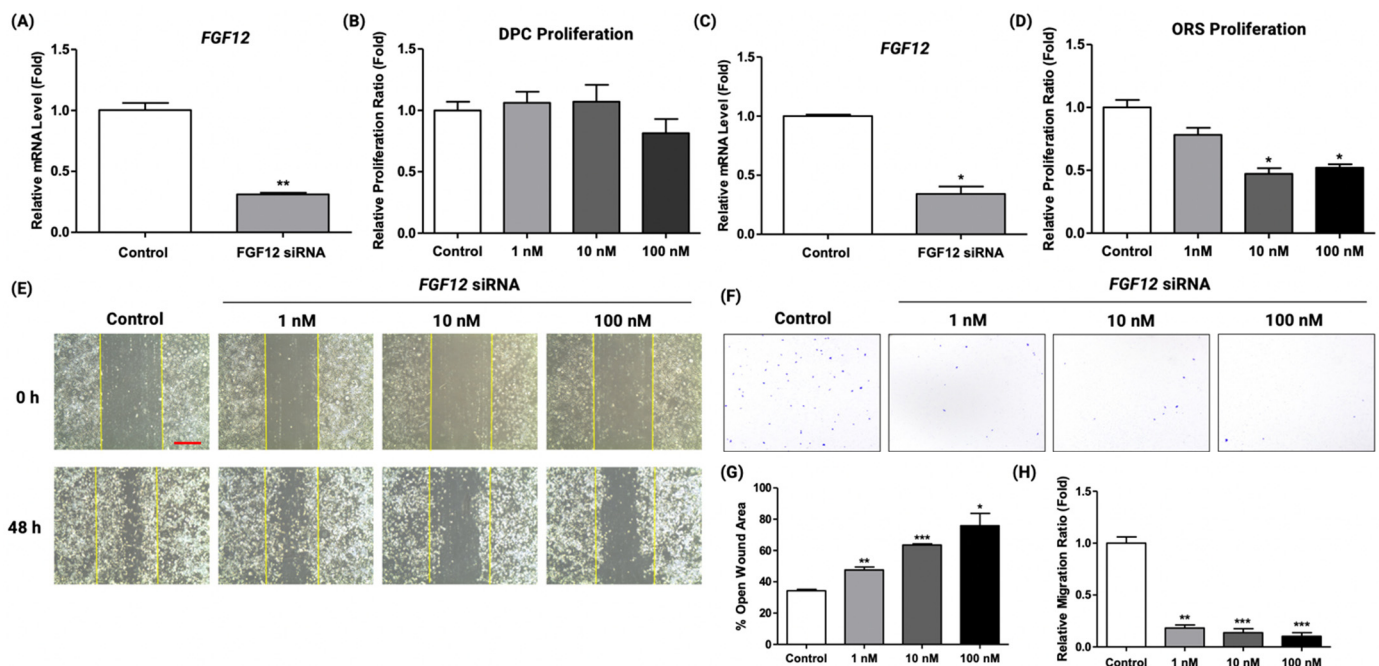 (A)
FGF12
Relative mRNA Level (Fold)
1.5
1.0
0.5
0.0
**
Control
FGF12 siRNA
(B)
DPC Proliferation
Relative Proliferation Ratio (Fold)
1.5
1.0
0.5
0.0
Control
1 nM
10 nM
100 nM
(C)
FGF12
Relative mRNA Level (Fold)
1.5
1.0
0.5
0.0
*
Control
FGF12 siRNA
(D)
ORS Proliferation
Relative Proliferation Ratio (Fold)
1.5
1.0
0.5
0.0
*
*
Control
1nM
10 nM
100 nM
(E)
FGF12 siRNA
Control
1 nM
10 nM
100 nM
0 h
48 h
(F)
FGF12 siRNA
Control
1 nM
10 nM
100 nM
(G)
% Open Wound Area
100
80
60
40
20
0
**
***
*
Control
1 nM
10 nM
100 nM
(H)
Relative Migration Ratio (Fold)
1.5
1.0
0.5
0.0
**
***
***
Control
1 nM
10 nM
100 nM